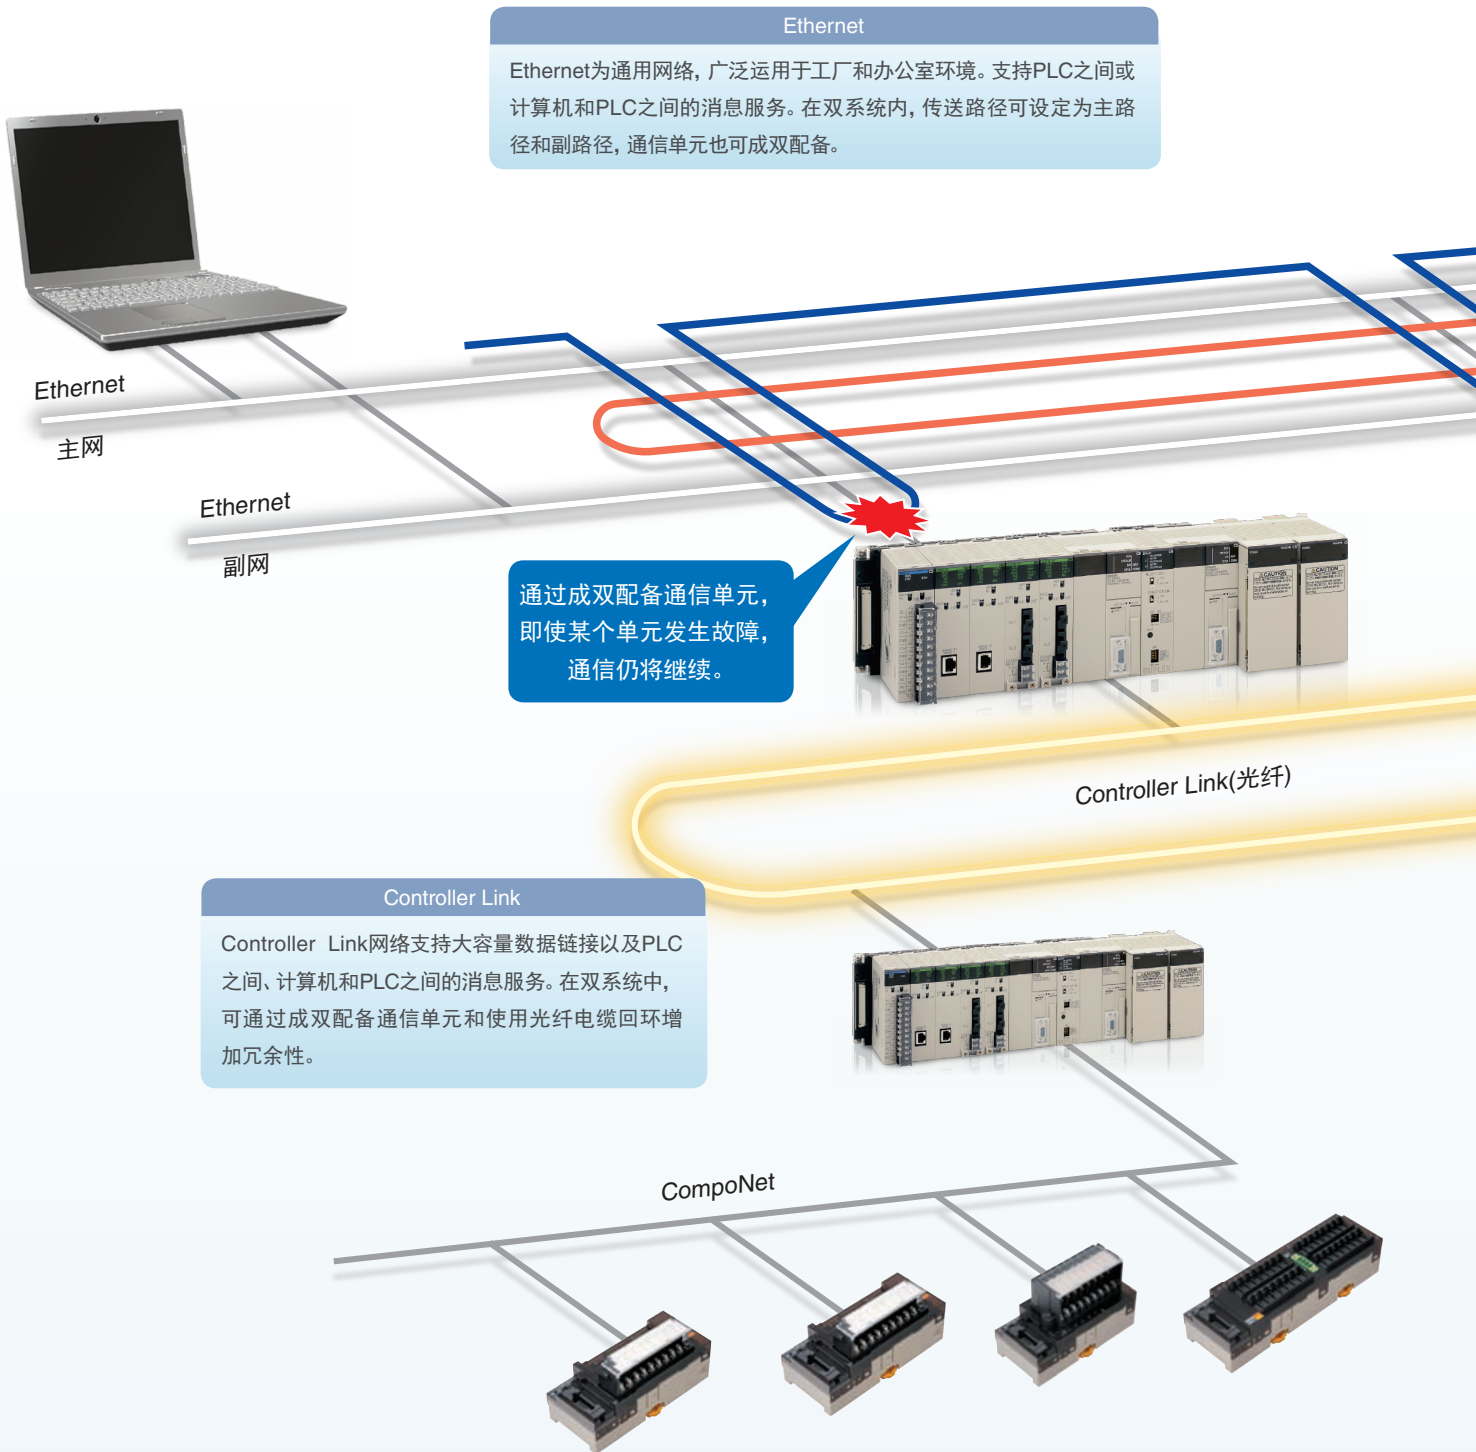 Ethernet
Ethernet为通用网络，广泛运用于工厂和办公室环境。支持PLC之间或
计算机和PLC之间的消息服务。在双系统内，传送路径可设定为主路
径和副路径，通信单元也可成双配备。
Ethernet
主网
Ethernet
副网
通过成双配备通信单元，
即使某个单元发生故障，
通信仍将继续。
Controller Link(光纤)
Controller Link
Controller Link网络支持大容量数据链接以及PLC
之间、计算机和PLC之间的消息服务。在双系统中，
可通过成双配备通信单元和使用光纤电缆回环增
加冗余性。
CompoNet